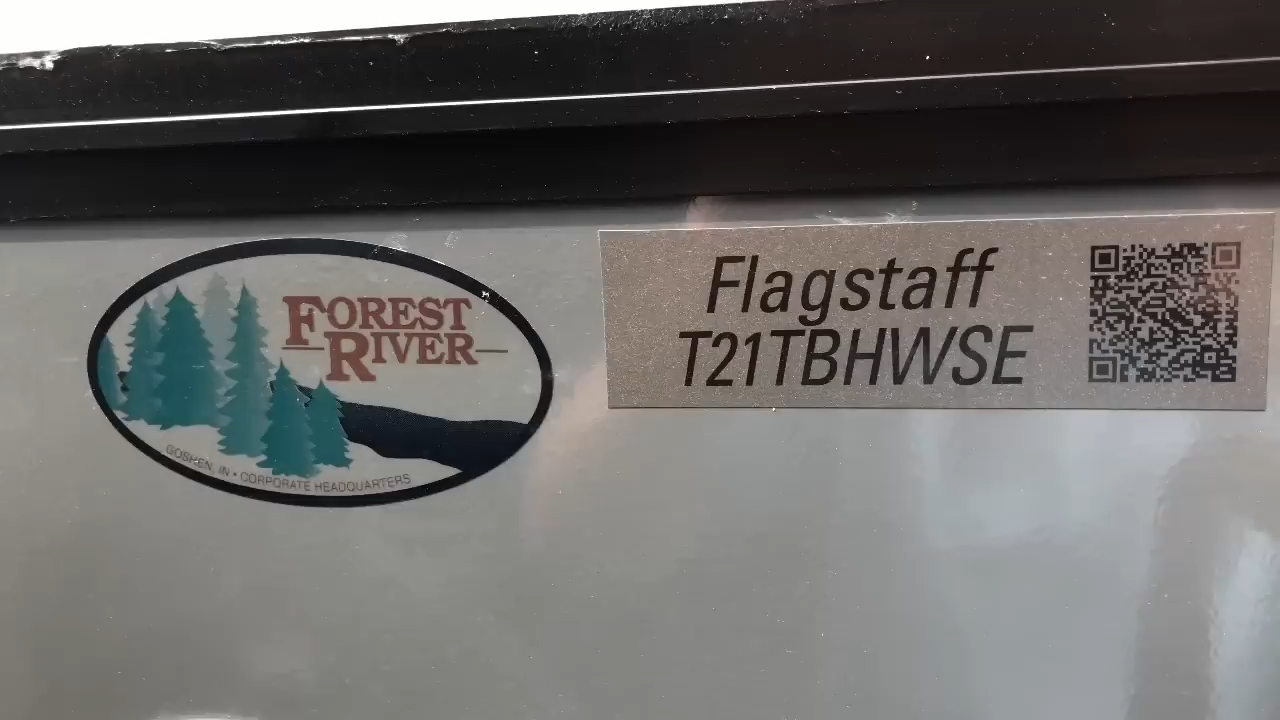 FOREST
RIVER
GOSHEN, IN • CORPORATE HEADQUARTERS
Flagstaff
T21TBHWSE